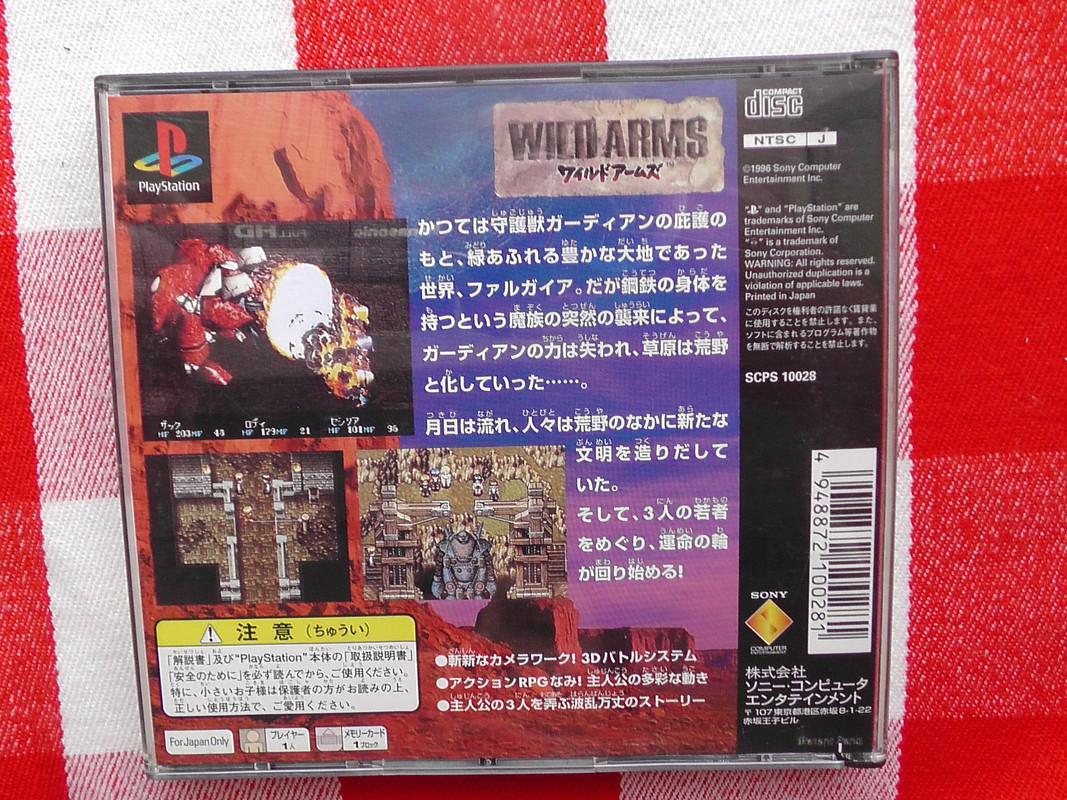 PlayStation
WILD ARMS
ワイルドアームズ™
かつては守護獣ガーディアンの庇護の
もと、緑あふれる豊かな大地であった
世界、ファルガイア。だが鋼鉄の身体を
持つという魔族の突然の襲来によって、
ガーディアンの力は失われ、草原は荒野
と化していった……。
月日は流れ、人々は荒野のなかに新たな
文明を造りだして
いた。
そして、3人の若者
をめぐり、運命の輪
が回り始める!
ザック ロディ セシリア
HP 203 MP 43 HP 179 MP 21 HP 101 MP 95
注意(ちゅうい)
「解説書」及び"PlayStation"本体の「取扱説明書」
「安全のために」を必ず読んでから、ご使用ください。
特に、小さいお子様は保護者の方がお読みの上、
正しい使用方法で、ご愛用ください。
For Japan Only
プレイヤー
1人
メモリーカード
1ブロック
●斬新なカメラワーク! 3Dバトルシステム
●アクションRPGなみ! 主人公の多彩な動き
●主人公の3人を弄ぶ波乱万丈のストーリー
COMPACT
disc
NTSC J
©1996 Sony Computer
Entertainment Inc.
" " and "PlayStation" are
trademarks of Sony Computer
Entertainment Inc.
" " is a trademark of
Sony Corporation.
WARNING: All rights reserved.
Unauthorized duplication is a
violation of applicable laws.
Printed in Japan
このディスクを権利者の許諾なく賃貸業
に使用することを禁止します。また、
ソフトに含まれるプログラム等著作物
を無断で解析することを禁止します。
SCPS 10028
4 948872 100281
SONY
COMPUTER
ENTERTAINMENT
株式会社
ソニー・コンピュータ
エンタテインメント
〒107 東京都港区赤坂8-1-22
赤坂王子ビル